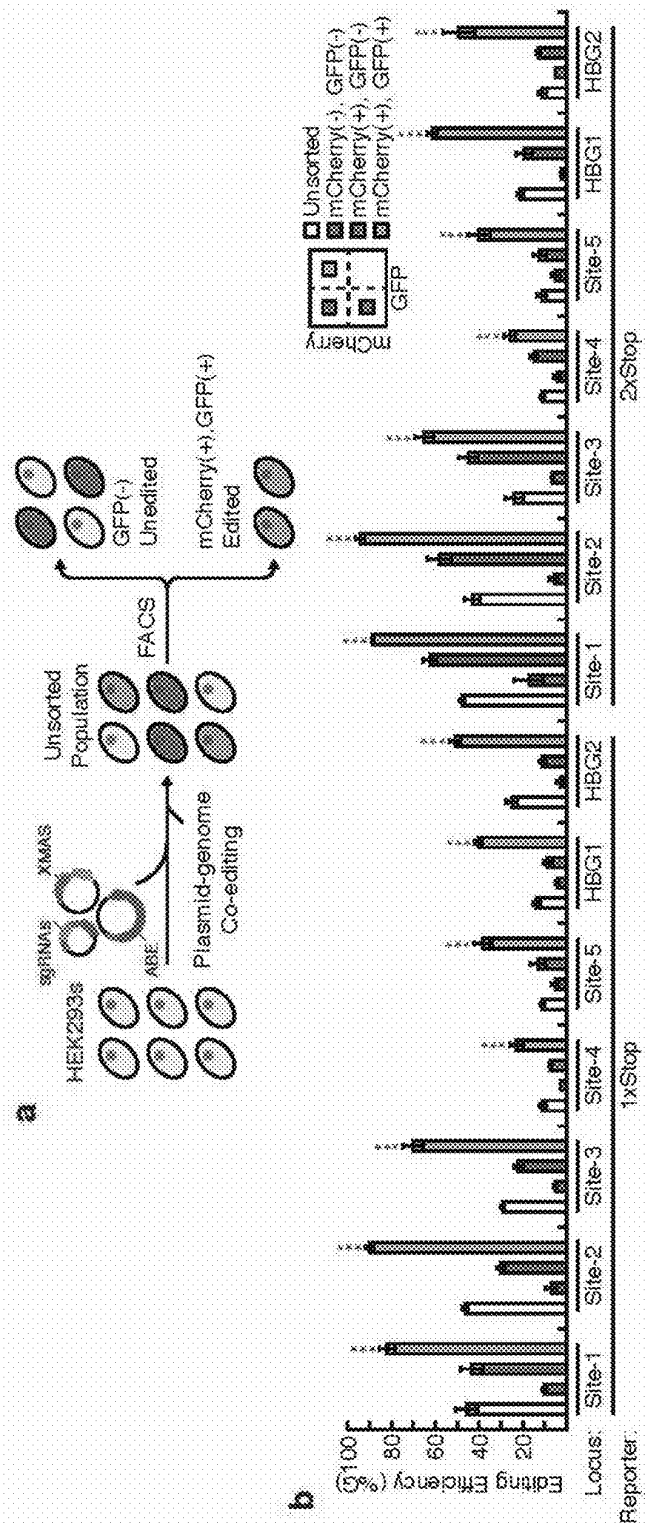 a
HEK293s
sgRNAs
XMAS
ABE
Plasmid-genome
Co-editing
Unsorted
Population
FACS
GFP(-)
Unedited
mCherry(+),GFP(+)
Edited
b
Editing Efficiency (%G)
100
80
60
40
20
mCherry
GFP
Unsorted
mCherry(-), GFP(-)
mCherry(+), GFP(-)
mCherry(+), GFP(+)
Locus: Site-1 Site-2 Site-3 Site-4 Site-5 HBG1 HBG2 Site-1 Site-2 Site-3 Site-4 Site-5 HBG1 HBG2
Reporter: 1xStop 2xStop